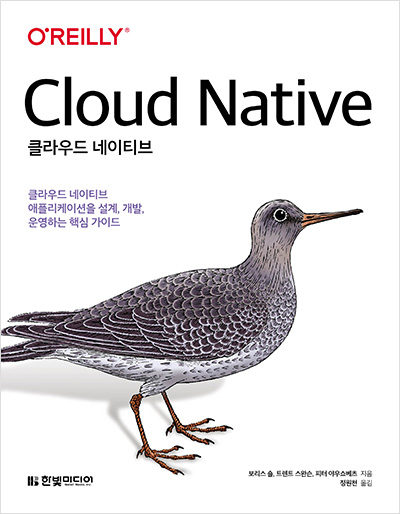 O'REILLY®
Cloud Native
클라우드 네이티브
클라우드 네이티브
애플리케이션을 설계, 개발,
운영하는 핵심 가이드
보리스 숄, 트렌트 스완슨, 피터 야우쇼베츠 지음
정원천 옮김
한빛미디어